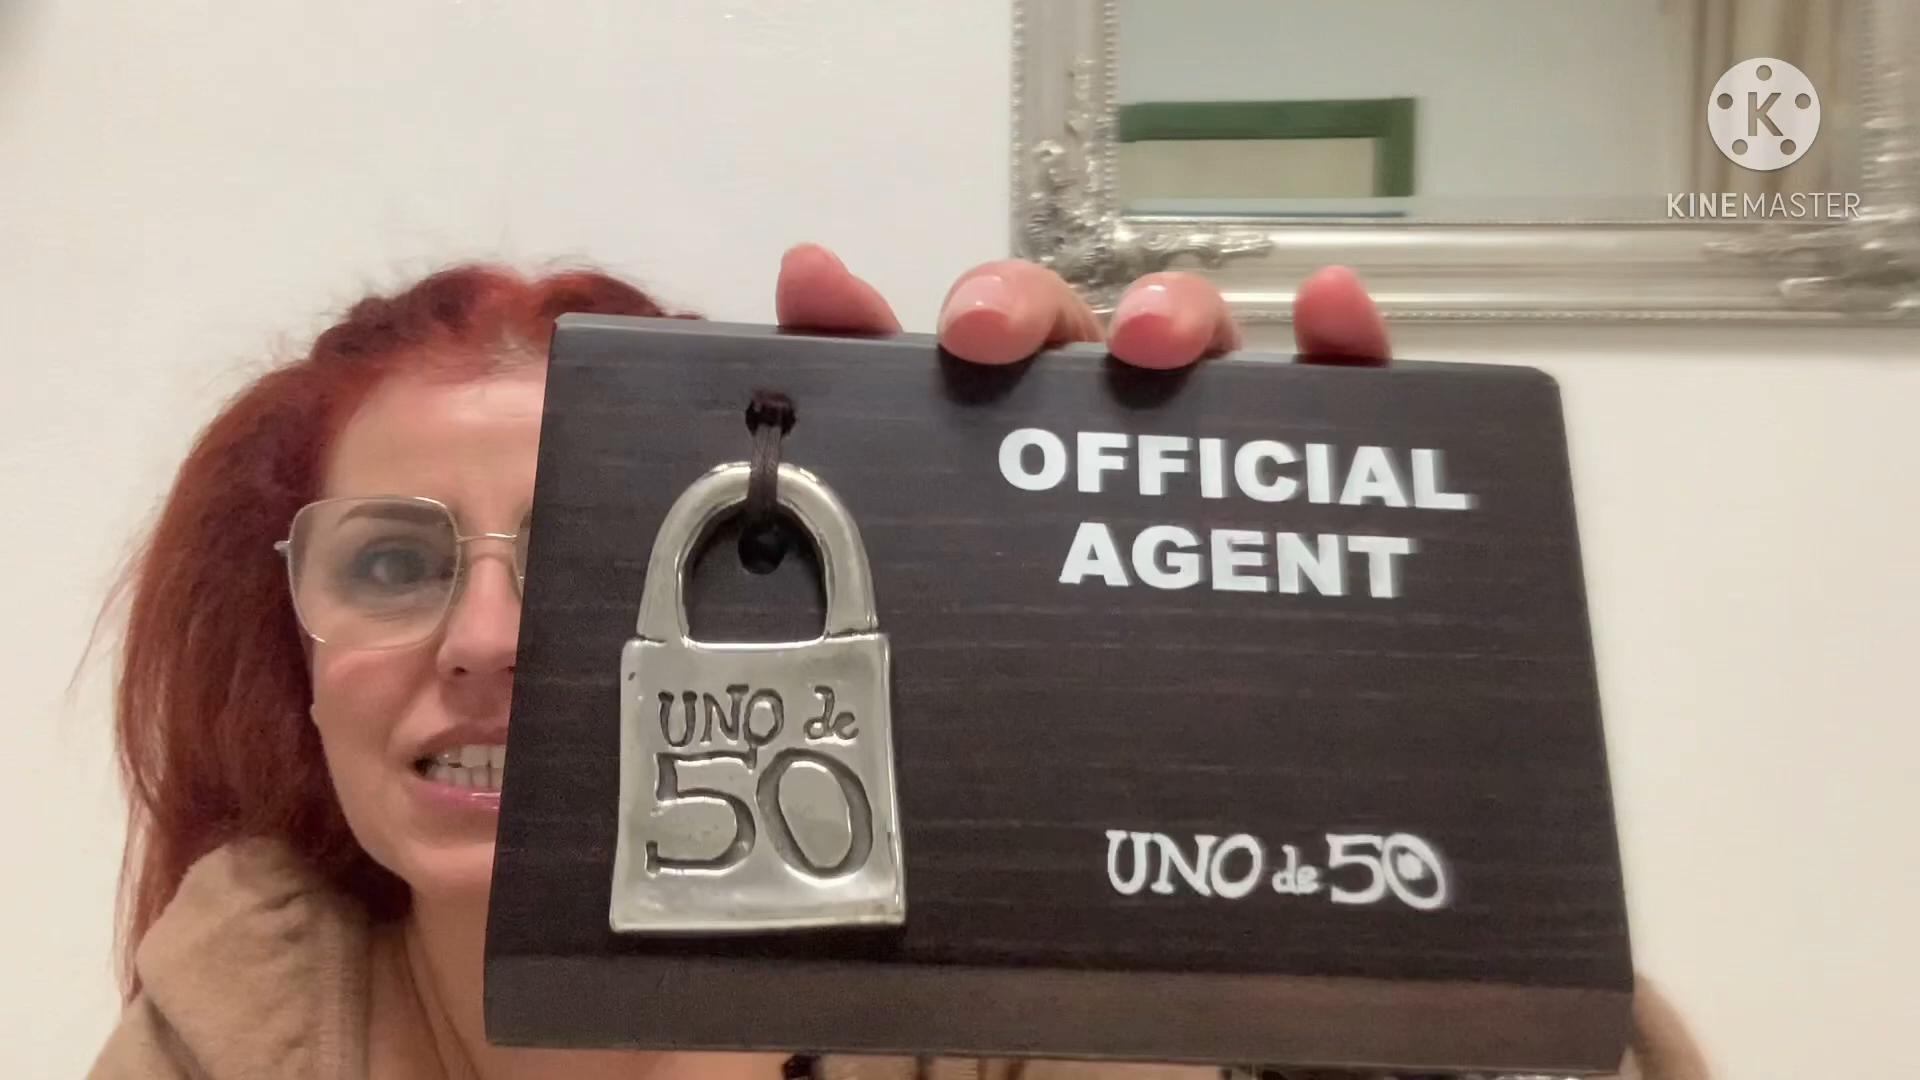 K
KINEMASTER
OFFICIAL
AGENT
UNO de
50
UNO de 50